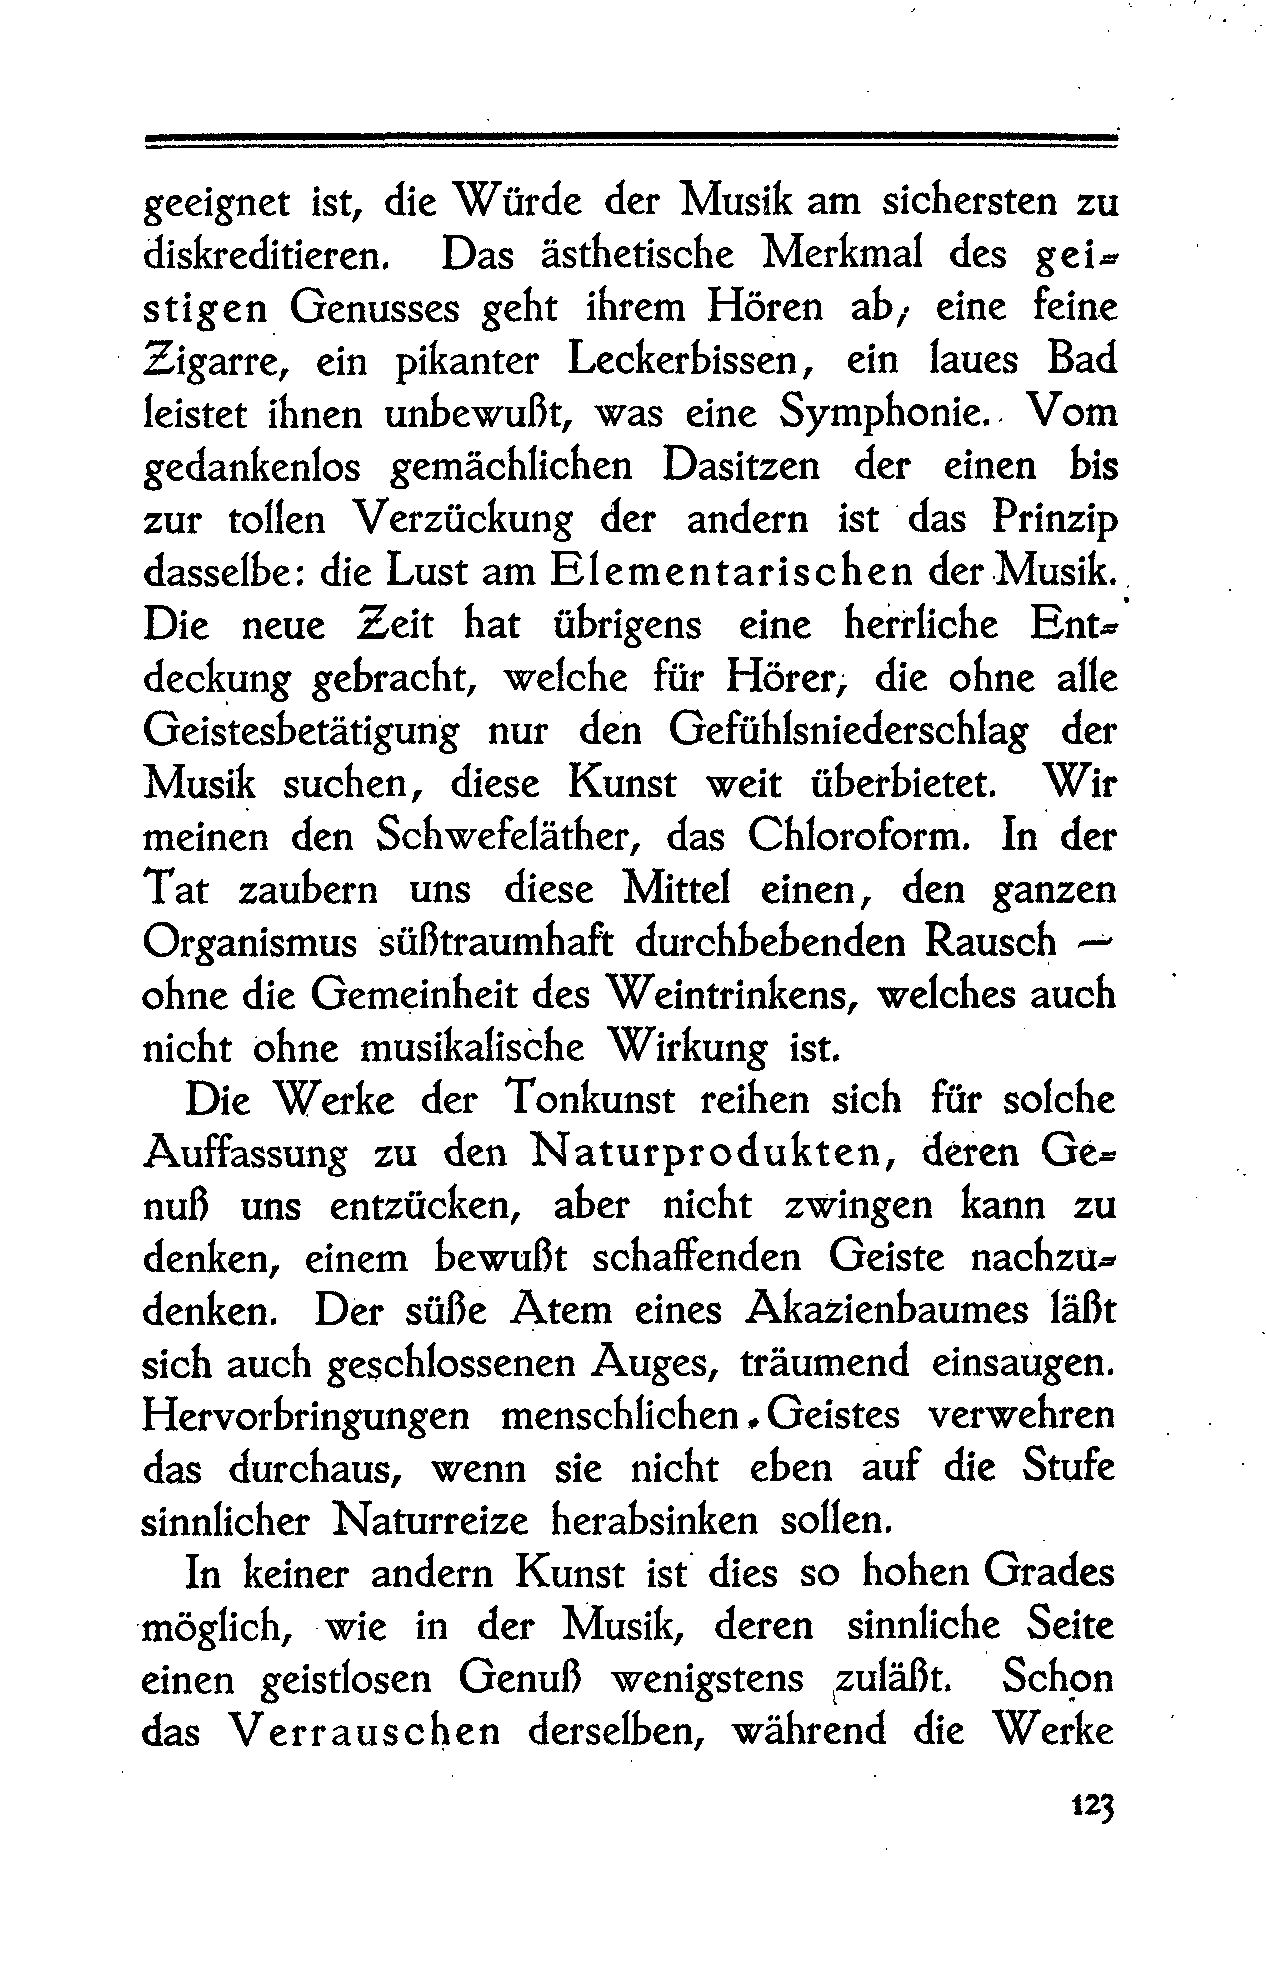 geeignet ist, die Würde der Musik am sichersten zu
diskreditieren. Das ästhetische Merkmal des gei-
stigen Genusses geht ihrem Hören ab, eine feine
Zigarre, ein pikanter Leckerbissen, ein laues Bad
leistet ihnen unbewußt, was eine Symphonie. Vom
gedankenlos gemächlichen Dasitzen der einen bis
zur tollen Verzückung der andern ist das Prinzip
dasselbe: die Lust am Elementarischen der Musik.
Die neue Zeit hat übrigens eine herrliche Ent-
deckung gebracht, welche für Hörer, die ohne alle
Geistesbetätigung nur den Gefühlsniederschlag der
Musik suchen, diese Kunst weit überbietet. Wir
meinen den Schwefeläther, das Chloroform. In der
Tat zaubern uns diese Mittel einen, den ganzen
Organismus süßtraumhaft durchbebenden Rausch —
ohne die Gemeinheit des Weintrinkens, welches auch
nicht ohne musikalische Wirkung ist.
Die Werke der Tonkunst reihen sich für solche
Auffassung zu den Naturprodukten, deren Ge-
nuß uns entzücken, aber nicht zwingen kann zu
denken, einem bewußt schaffenden Geiste nachzu-
denken. Der süße Atem eines Akazienbaumes läßt
sich auch geschlossenen Auges, träumend einsaugen.
Hervorbringungen menschlichen Geistes verwehren
das durchaus, wenn sie nicht eben auf die Stufe
sinnlicher Naturreize herabsinken sollen.
In keiner andern Kunst ist dies so hohen Grades
möglich, wie in der Musik, deren sinnliche Seite
einen geistlosen Genuß wenigstens zuläßt. Schon
das Verrauschen derselben, während die Werke
123